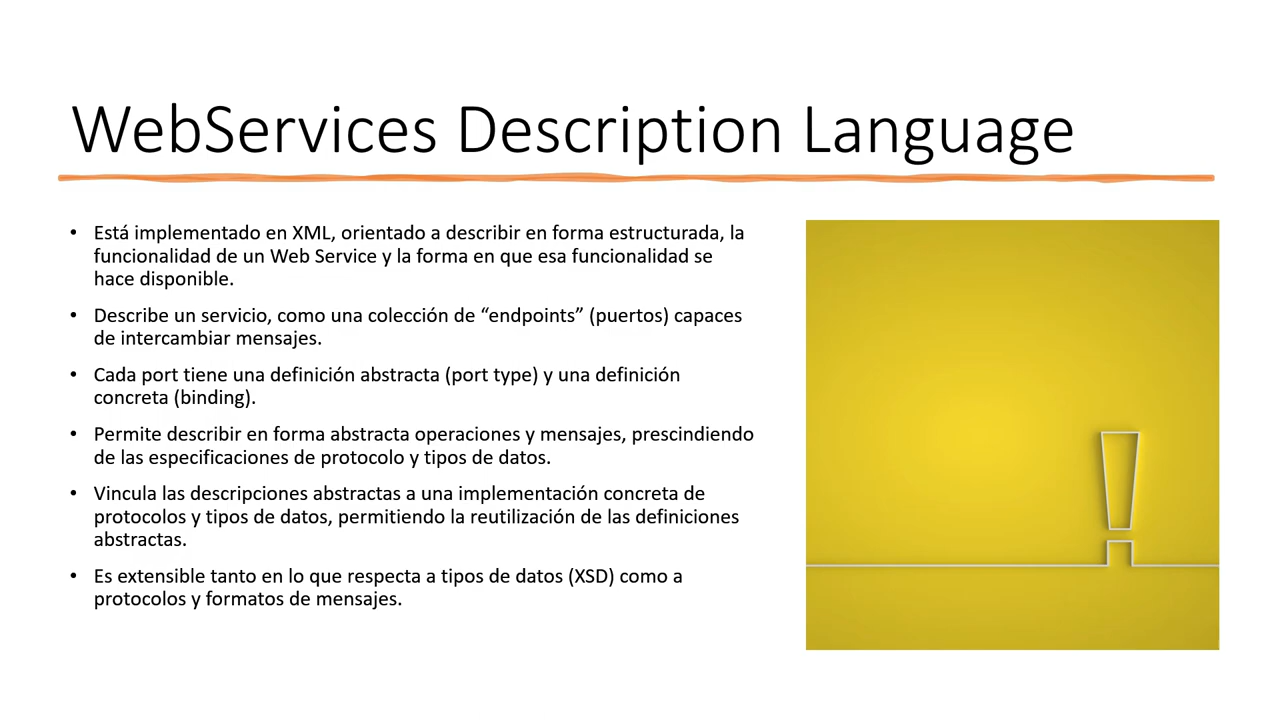 WebServices Description Language
• Está implementado en XML, orientado a describir en forma estructurada, la
funcionalidad de un Web Service y la forma en que esa funcionalidad se
hace disponible.
• Describe un servicio, como una colección de “endpoints” (puertos) capaces
de intercambiar mensajes.
• Cada port tiene una definición abstracta (port type) y una definición
concreta (binding).
• Permite describir en forma abstracta operaciones y mensajes, prescindiendo
de las especificaciones de protocolo y tipos de datos.
• Vincula las descripciones abstractas a una implementación concreta de
protocolos y tipos de datos, permitiendo la reutilización de las definiciones
abstractas.
• Es extensible tanto en lo que respecta a tipos de datos (XSD) como a
protocolos y formatos de mensajes.